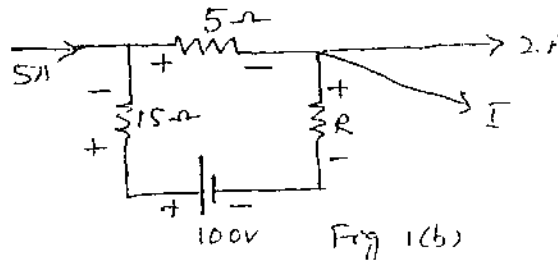 5Ω
+ −
5A
2A
− +
15Ω R
I
+ −
+ −
100V
Fig 1(b)